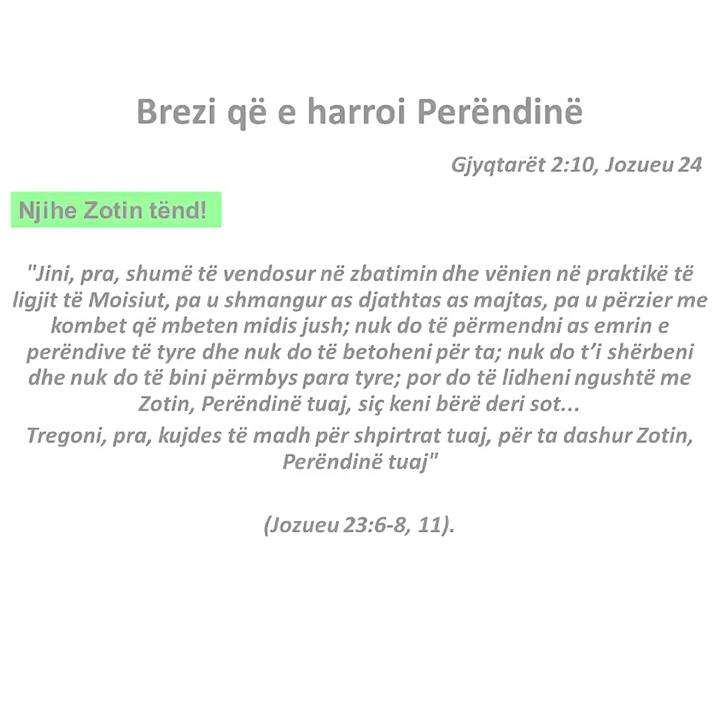 Brezi që e harroi Perëndinë
Gjyqtarët 2:10, Jozueu 24
Njihe Zotin tënd!
"Jini, pra, shumë të vendosur në zbatimin dhe vënien në praktikë të
ligjit të Moisiut, pa u shmangur as djathtas as majtas, pa u përzier me
kombet që mbeten midis jush; nuk do të përmendni as emrin e
perëndive të tyre dhe nuk do të betoheni për ta; nuk do t’i shërbeni
dhe nuk do të bini përmbys para tyre; por do të lidheni ngushtë me
Zotin, Perëndinë tuaj, siç keni bërë deri sot...
Tregoni, pra, kujdes të madh për shpirtrat tuaj, për ta dashur Zotin,
Perëndinë tuaj"
(Jozueu 23:6-8, 11).